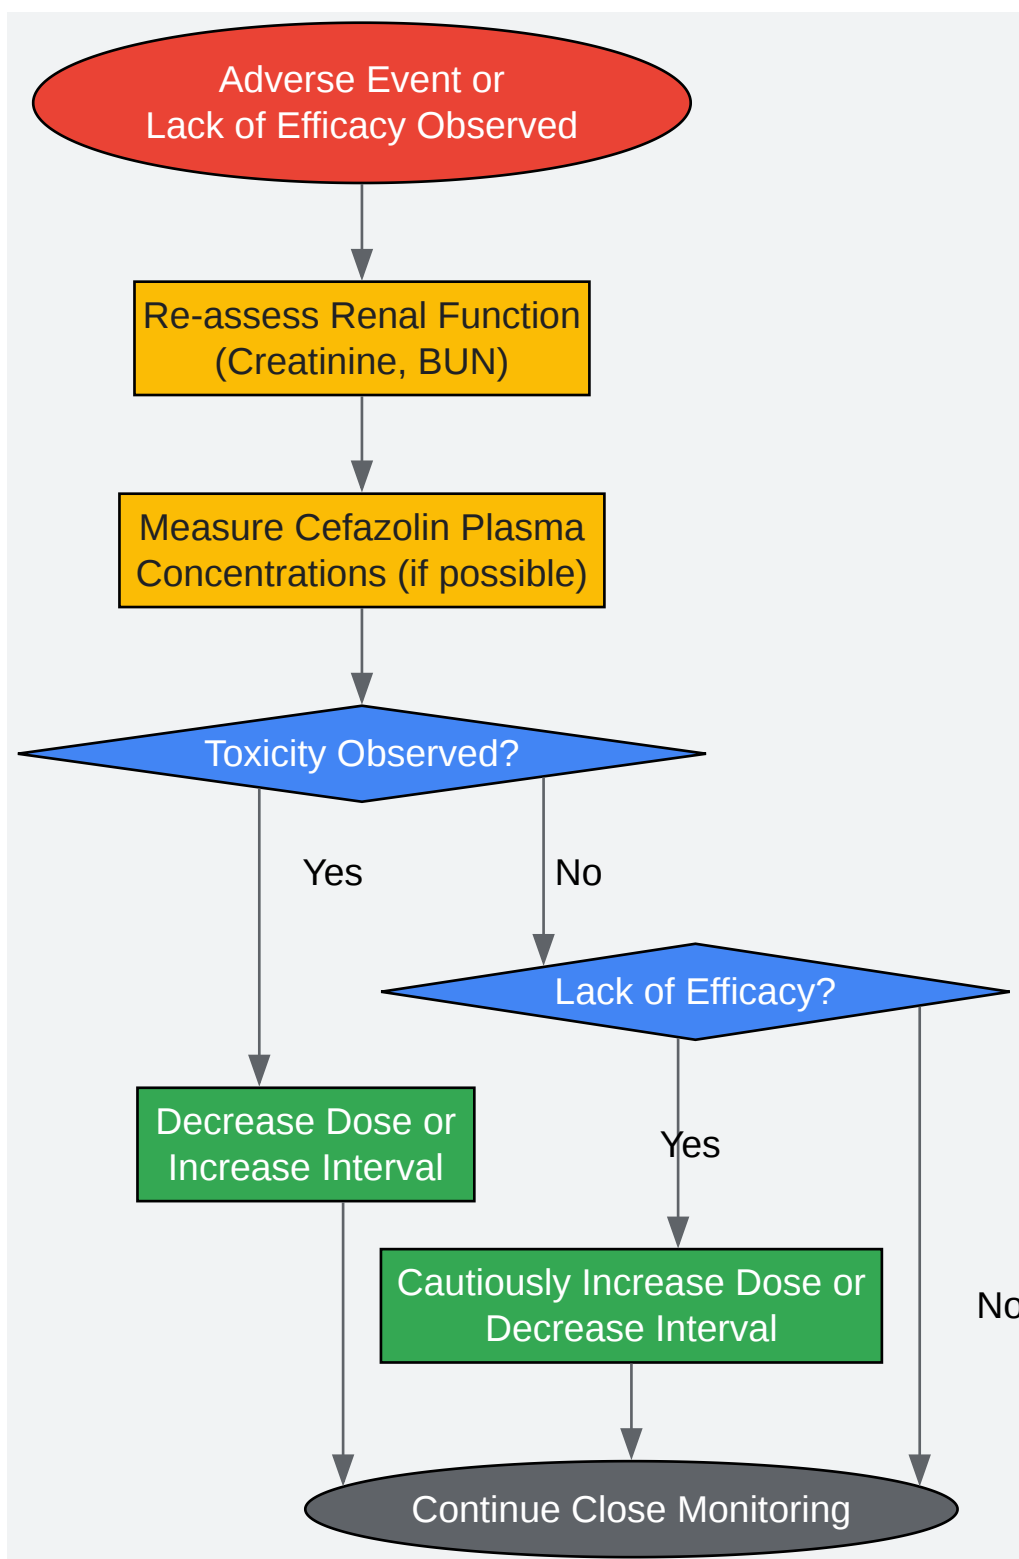 Adverse Event or
Lack of Efficacy Observed
Re-assess Renal Function
(Creatinine, BUN)
Measure Cefazolin Plasma
Concentrations (if possible)
Toxicity Observed?
Yes
No
Lack of Efficacy?
Decrease Dose or
Increase Interval
Yes
Cautiously Increase Dose or
Decrease Interval
No
Continue Close Monitoring